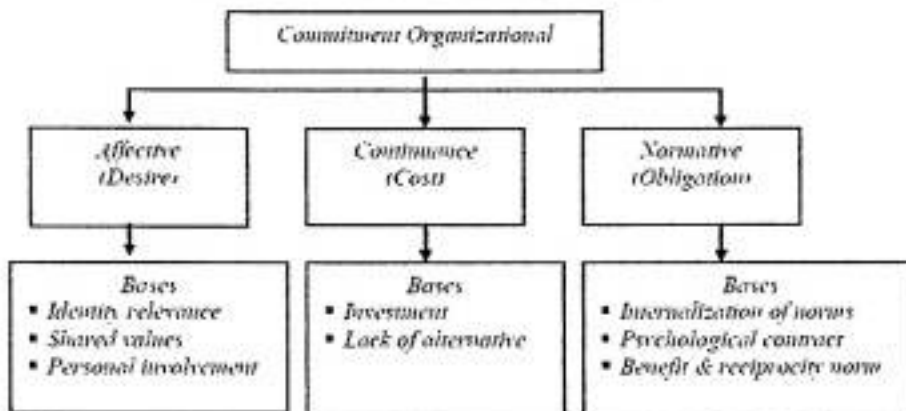 Commitment Organizational
Affective
(Desire)
Continuance
(Cost)
Normative
(Obligation)
Bases
▪ Identity relevance
▪ Shared values
▪ Personal involvement
Bases
▪ Investment
▪ Lack of alternative
Bases
▪ Internalization of norms
▪ Psychological contract
▪ Benefit & reciprocity norm